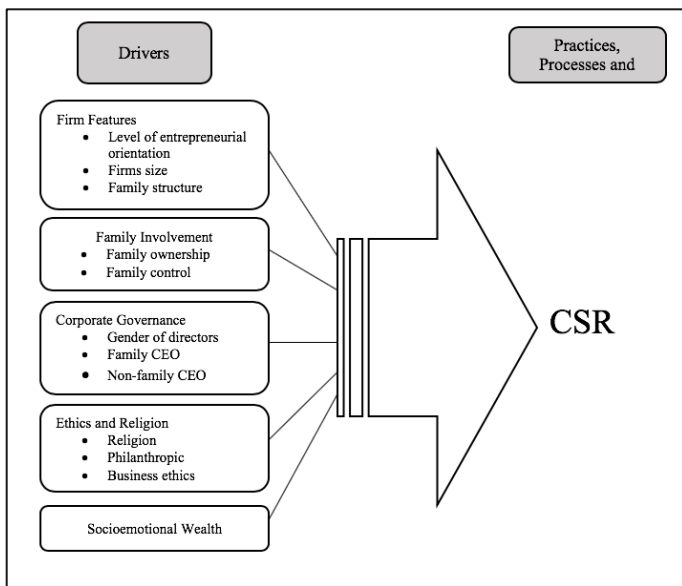 Drivers
Practices,
Processes and
Firm Features
• Level of entrepreneurial
orientation
• Firms size
• Family structure
Family Involvement
• Family ownership
• Family control
Corporate Governance
• Gender of directors
• Family CEO
• Non-family CEO
Ethics and Religion
• Religion
• Philanthropic
• Business ethics
Socioemotional Wealth
CSR